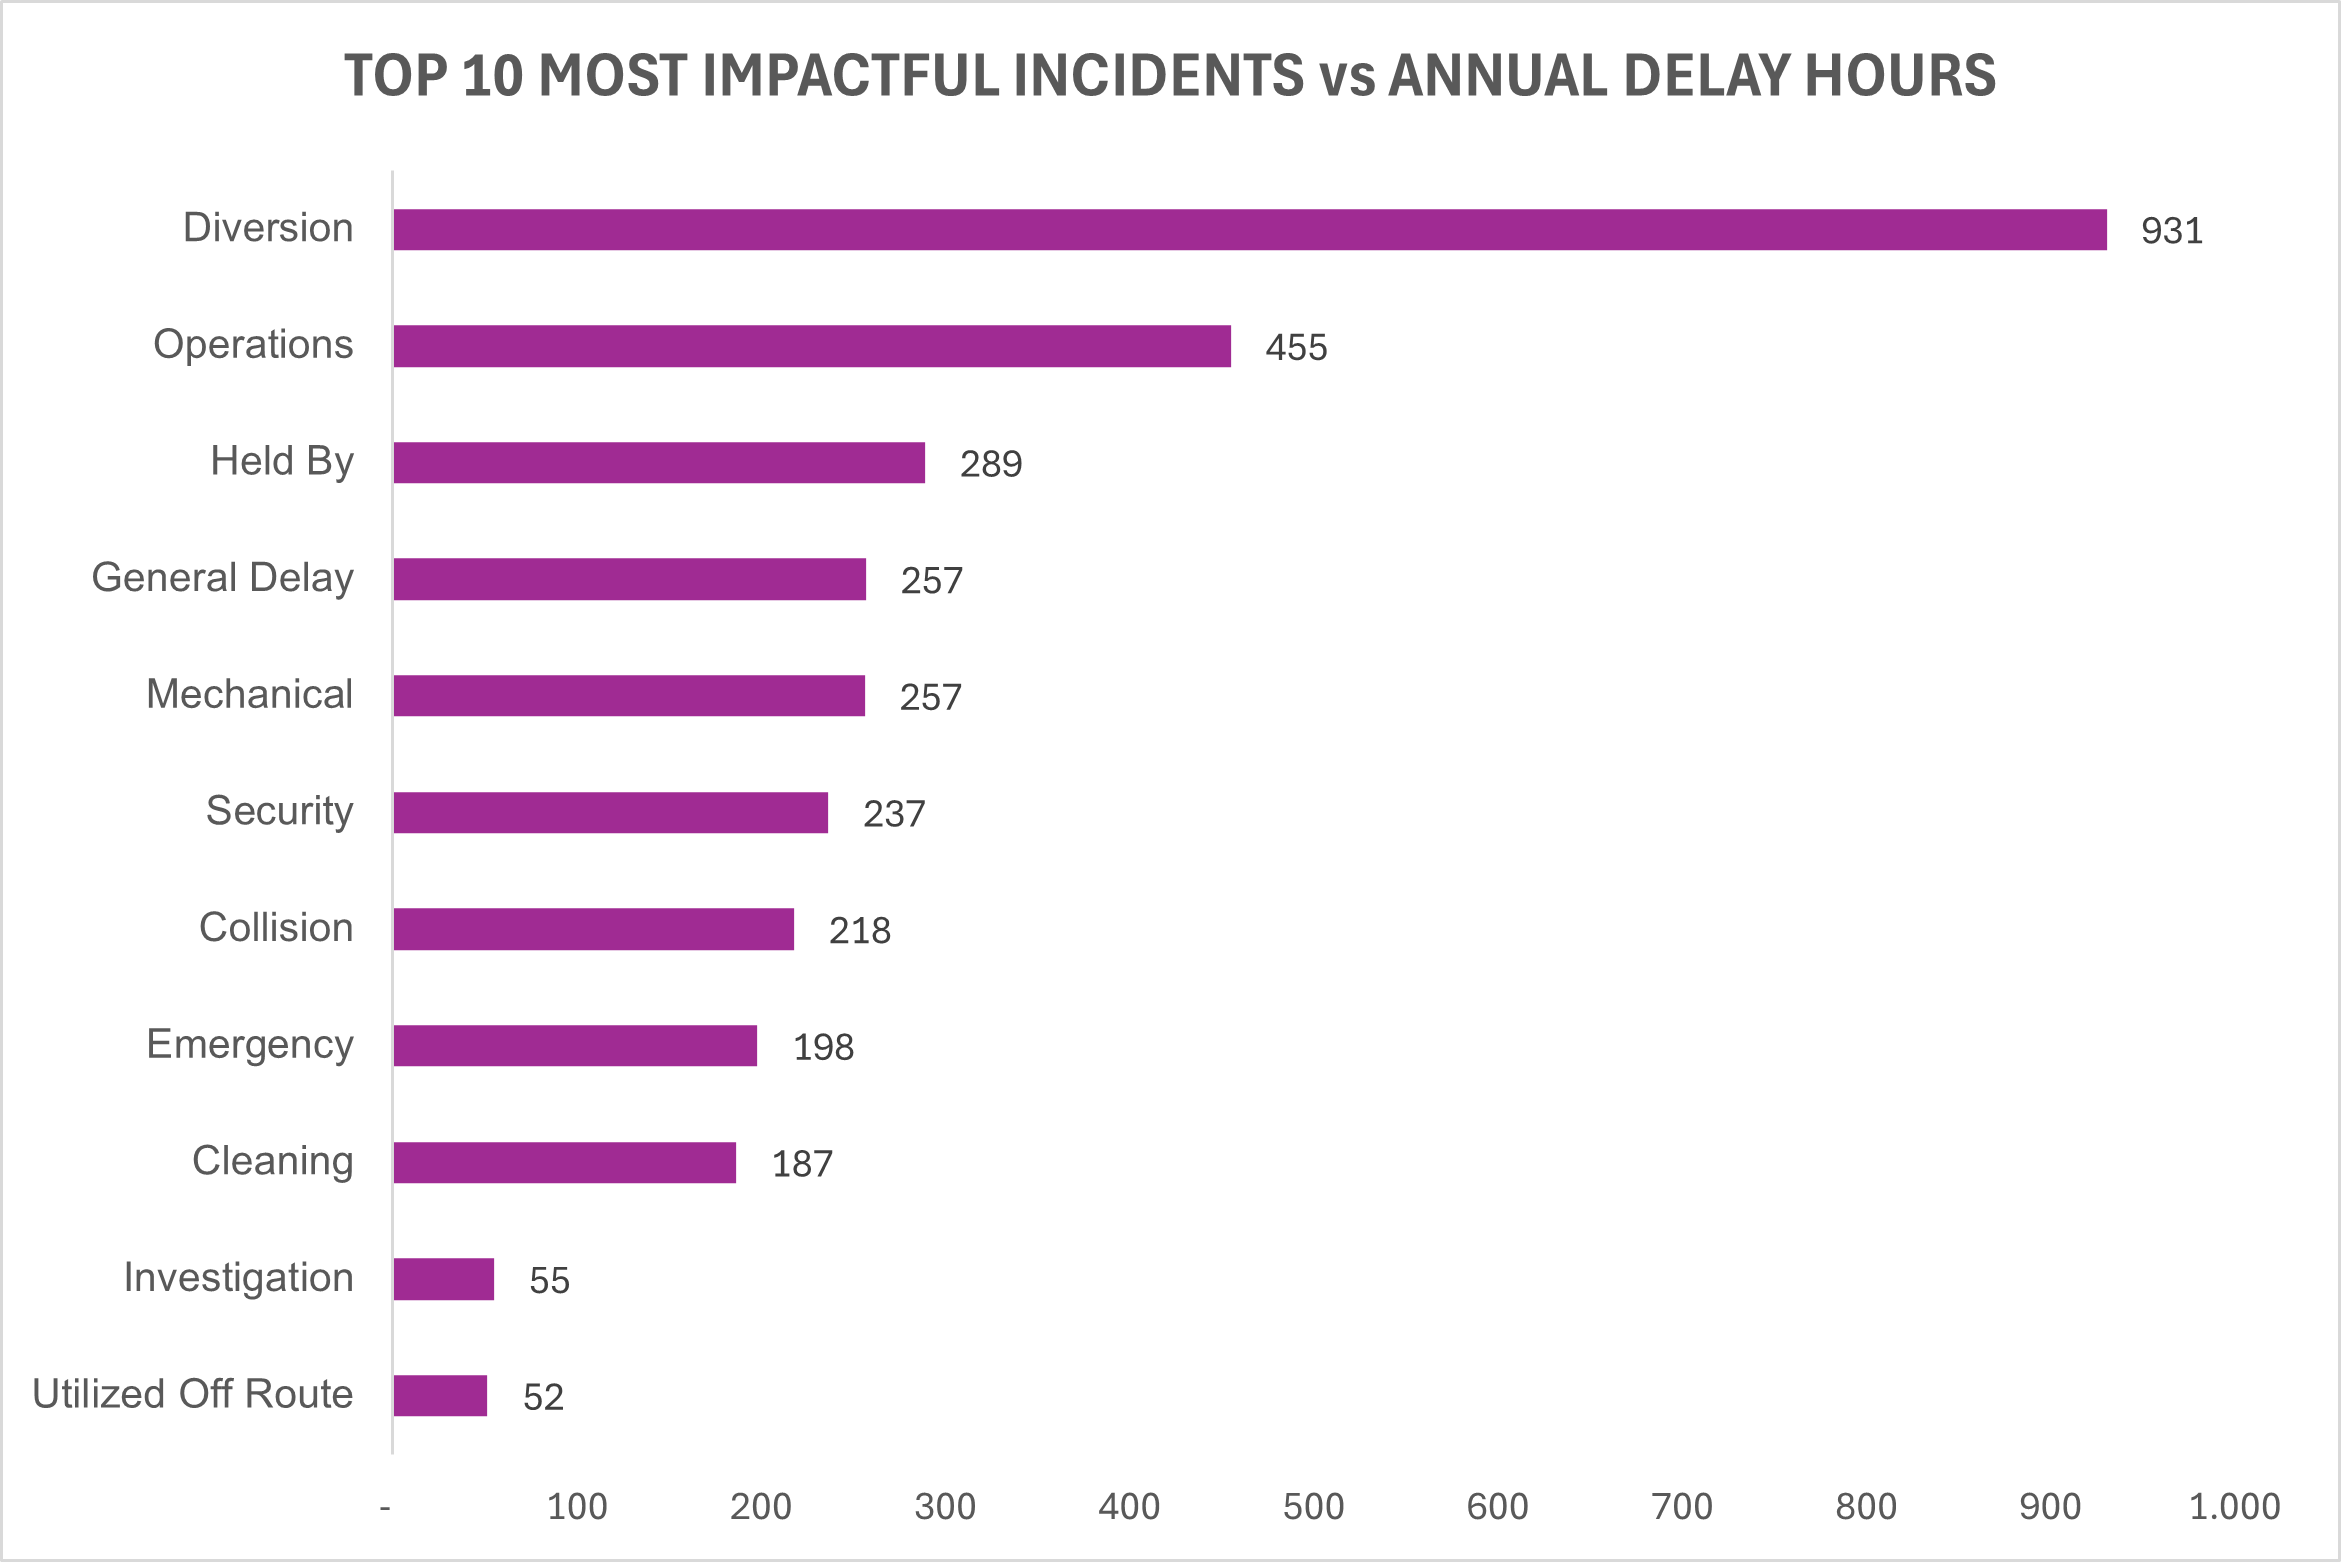 TOP 10 MOST IMPACTFUL INCIDENTS vs ANNUAL DELAY HOURS
Diversion 931
Operations 455
Held By 289
General Delay 257
Mechanical 257
Security 237
Collision 218
Emergency 198
Cleaning 187
Investigation 55
Utilized Off Route 52
- 100 200 300 400 500 600 700 800 900 1.000